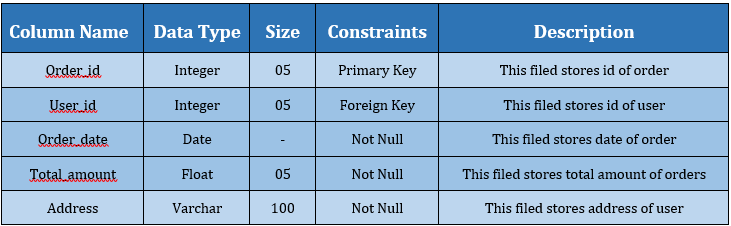 Column Name Data Type Size Constraints Description
Order_id Integer 05 Primary Key This filed stores id of order
User_id Integer 05 Foreign Key This filed stores id of user
Order_date Date - Not Null This filed stores date of order
Total_amount Float 05 Not Null This filed stores total amount of orders
Address Varchar 100 Not Null This filed stores address of user